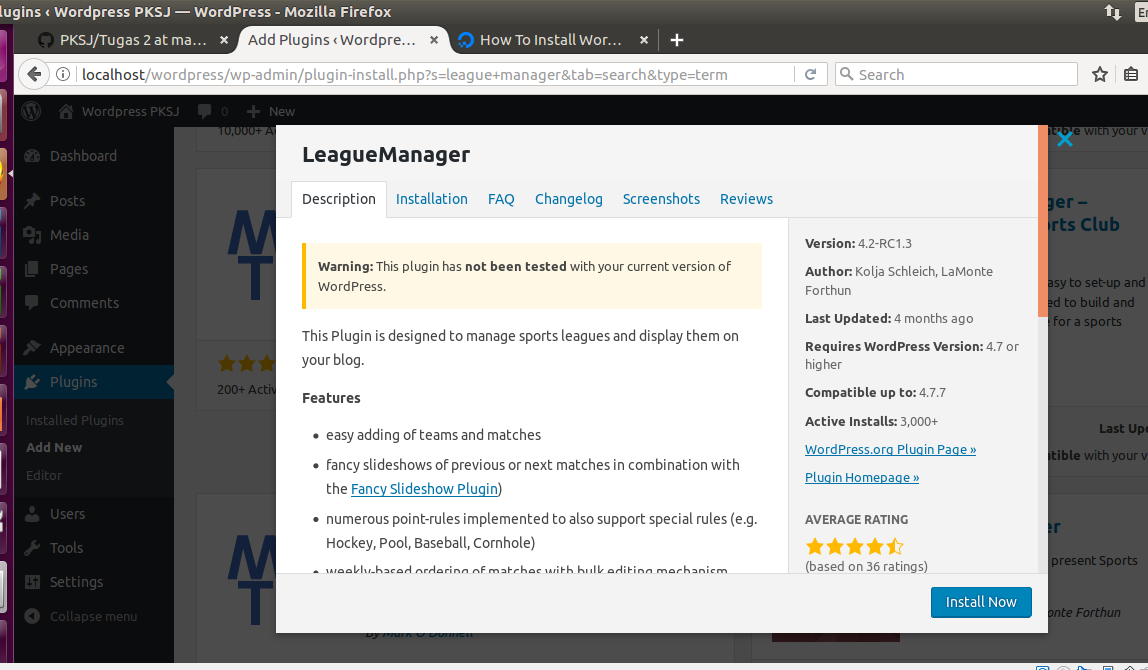 lugins ‹ Wordpress PKSJ — WordPress - Mozilla Firefox
PKSJ/Tugas 2 at ma... × Add Plugins ‹ Wordpre... × How To Install Wor... × +
localhost/wordpress/wp-admin/plugin-install.php?s=league+manager&tab=search&type=term
Search
Wordpress PKSJ 0 + New
Dashboard
Posts
Media
Pages
Comments
Appearance
Plugins
Installed Plugins
Add New
Editor
Users
Tools
Settings
Collapse menu
10,000+ A
200+ Activ
By Mark O'Donnell
LeagueManager
Description Installation FAQ Changelog Screenshots Reviews
Warning: This plugin has not been tested with your current version of
WordPress.
This Plugin is designed to manage sports leagues and display them on
your blog.
Features
• easy adding of teams and matches
• fancy slideshows of previous or next matches in combination with
the Fancy Slideshow Plugin)
• numerous point-rules implemented to also support special rules (e.g.
Hockey, Pool, Baseball, Cornhole)
• weekly-based ordering of matches with bulk editing mechanism
Version: 4.2-RC1.3
Author: Kolja Schleich, LaMonte
Forthun
Last Updated: 4 months ago
Requires WordPress Version: 4.7 or
higher
Compatible up to: 4.7.7
Active Installs: 3,000+
WordPress.org Plugin Page »
Plugin Homepage »
AVERAGE RATING
(based on 36 ratings)
Install Now
tible with your v
ger –
rts Club
asy to set-up and
ed to build and
for a sports
Last Upd
tible with your v
er
present Sports
onte Forthun